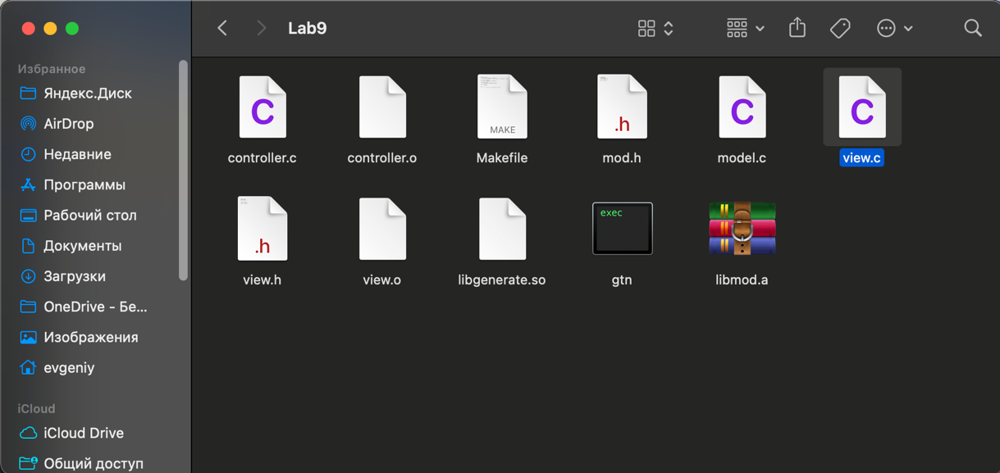 Lab9
Избранное
Яндекс.Диск
AirDrop
Недавние
Программы
Рабочий стол
Документы
Загрузки
OneDrive - Бе...
Изображения
evgeniy
iCloud
iCloud Drive
Общий доступ
C
MAKE
.h
C
C
controller.c
controller.o
Makefile
mod.h
model.c
view.c
.h
exec
view.h
view.o
libgenerate.so
gtn
libmod.a